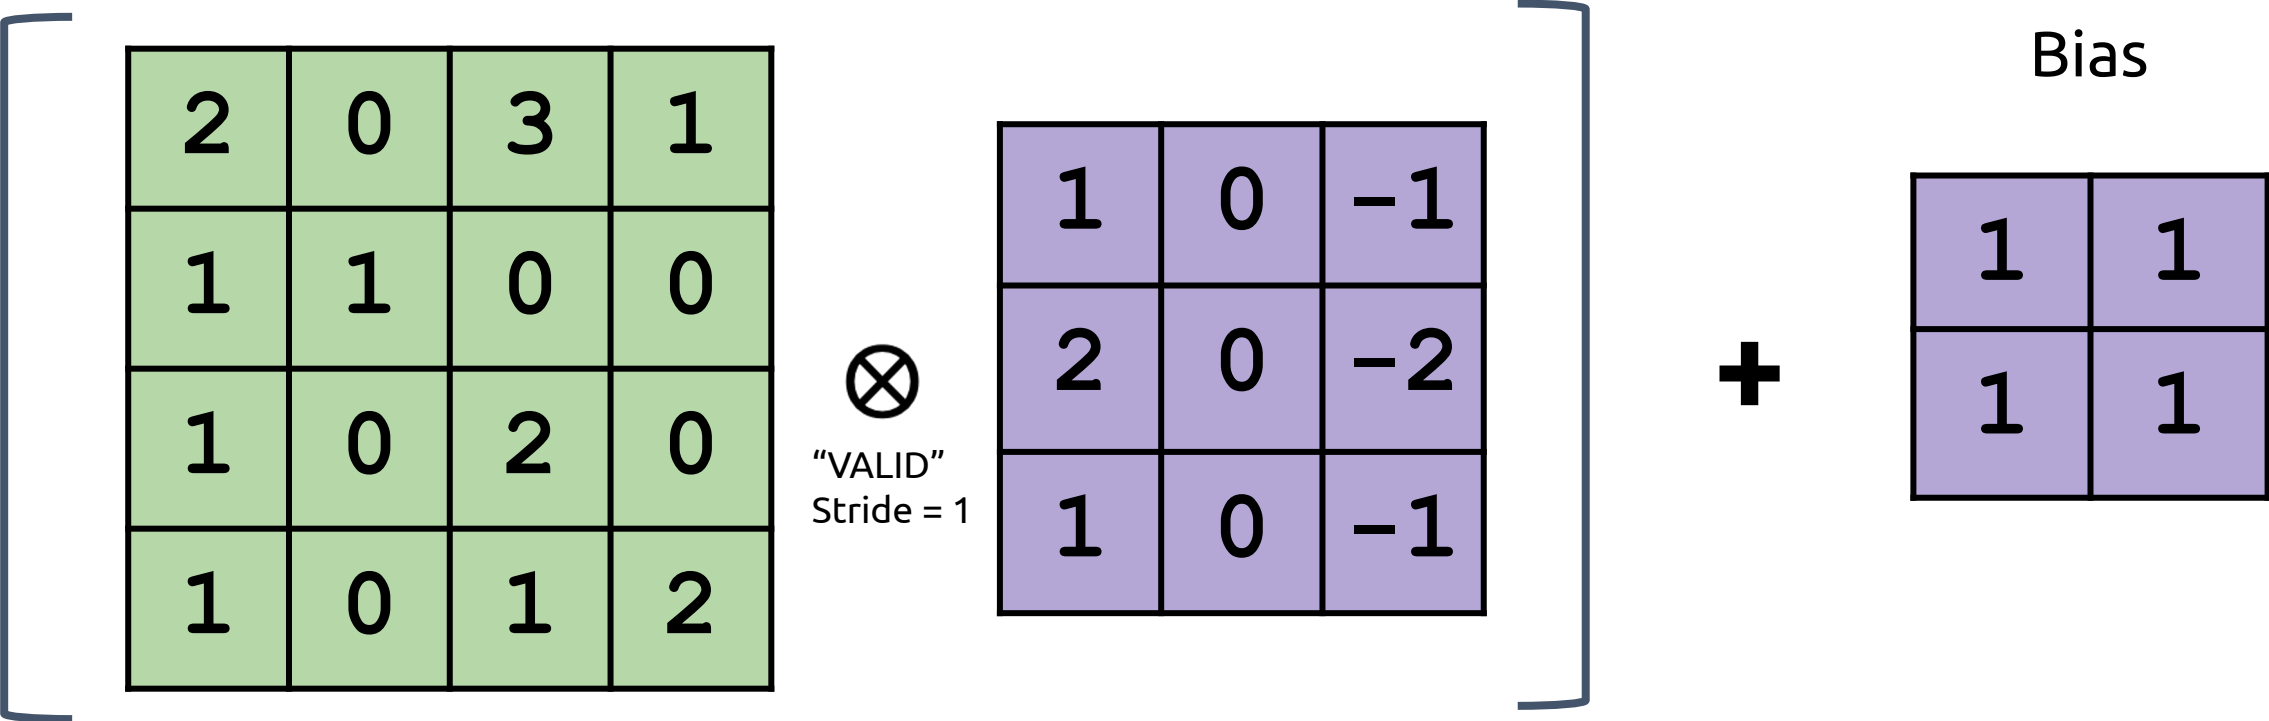 Bias
2 0 3 1
1 1 0 0
1 0 2 0
1 0 1 2
“VALID”
Stride = 1
1 0 -1
2 0 -2
1 0 -1
+
1 1
1 1